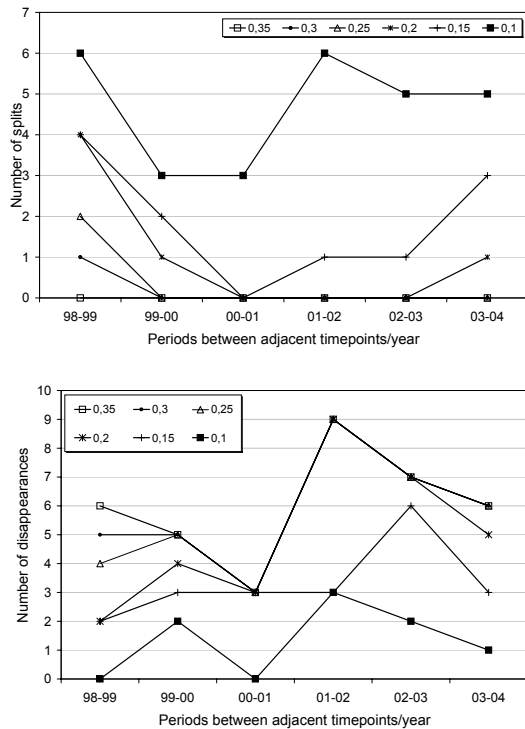 7
0,35 0,3 0,25 0,2 0,15 0,1
6
5
4
3
2
1
0
Number of splits
98-99 99-00 00-01 01-02 02-03 03-04
Periods between adjacent timepoints/year
10
9
8
7
6
5
4
3
2
1
0
0,35 0,3 0,25
0,2 0,15 0,1
Number of disappearances
98-99 99-00 00-01 01-02 02-03 03-04
Periods between adjacent timepoints/year